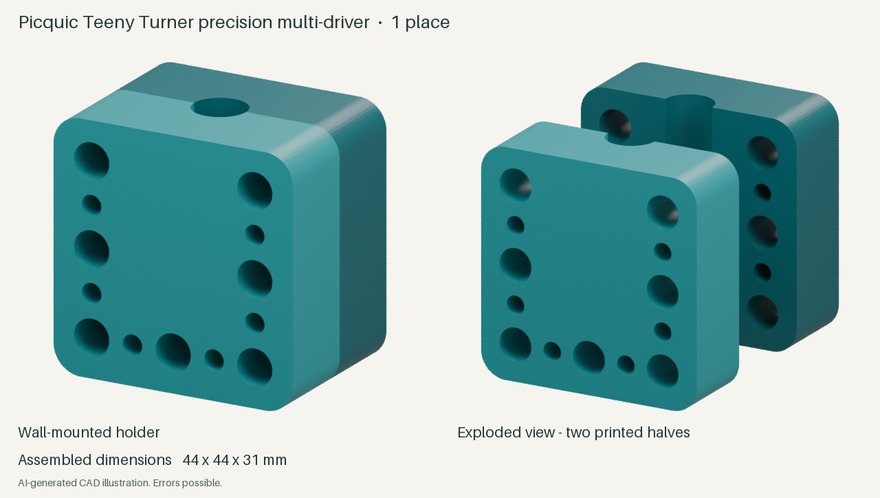 Picquic Teeny Turner precision multi-driver · 1 place
Wall-mounted holder
Exploded view - two printed halves
Assembled dimensions 44 x 44 x 31 mm
AI-generated CAD illustration. Errors possible.